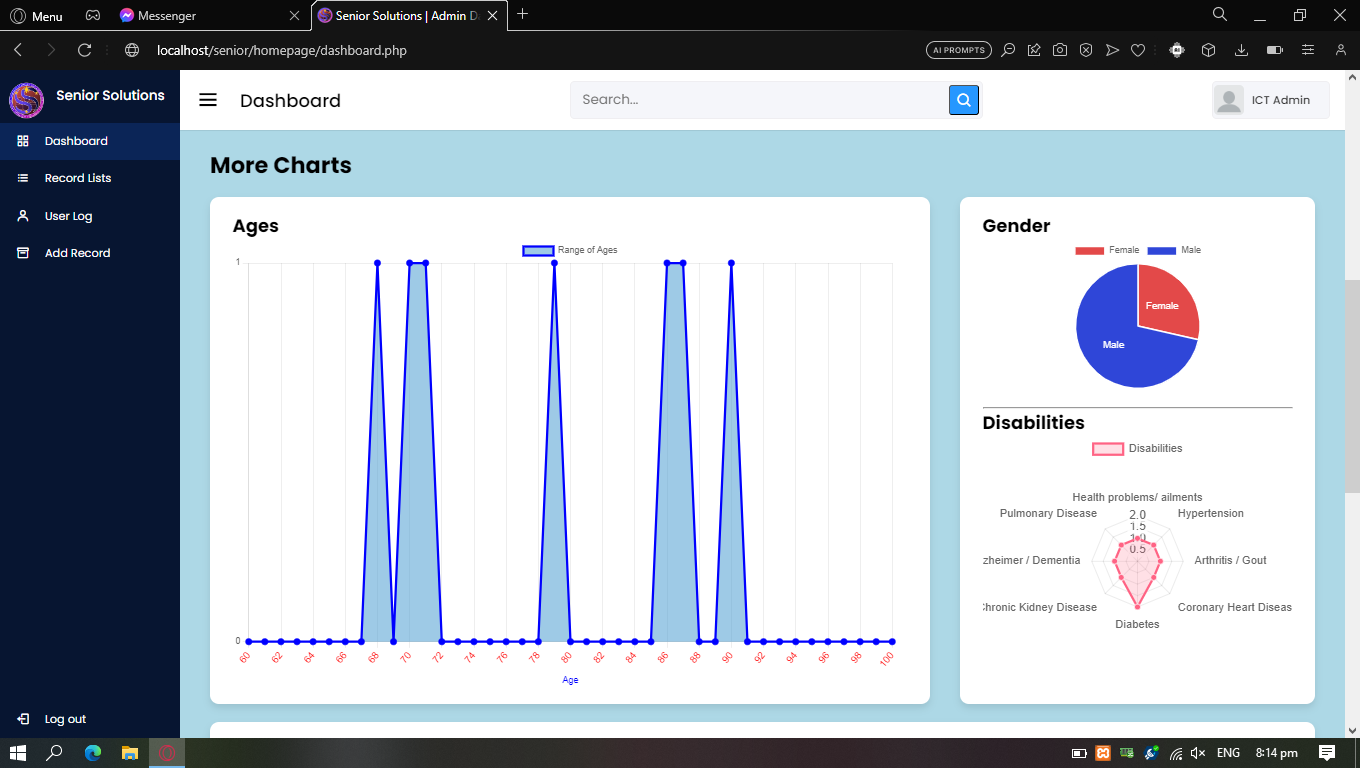 Menu
Messenger
Senior Solutions | Admin D
localhost/senior/homepage/dashboard.php
AI PROMPTS
Senior Solutions
Dashboard
Record Lists
User Log
Add Record
Log out
Dashboard
Search...
ICT Admin
More Charts
Ages
Range of Ages
1
0
60 62 64 66 68 70 72 74 76 78 80 82 84 86 88 90 92 94 96 98 100
Age
Gender
Female Male
Female
Male
Disabilities
Disabilities
Health problems/ ailments
Pulmonary Disease
2.0
Hypertension
1.5
1.0
0.5
zheimer / Dementia
Arthritis / Gout
Chronic Kidney Disease
Coronary Heart Diseas
Diabetes
ENG
8:14 pm